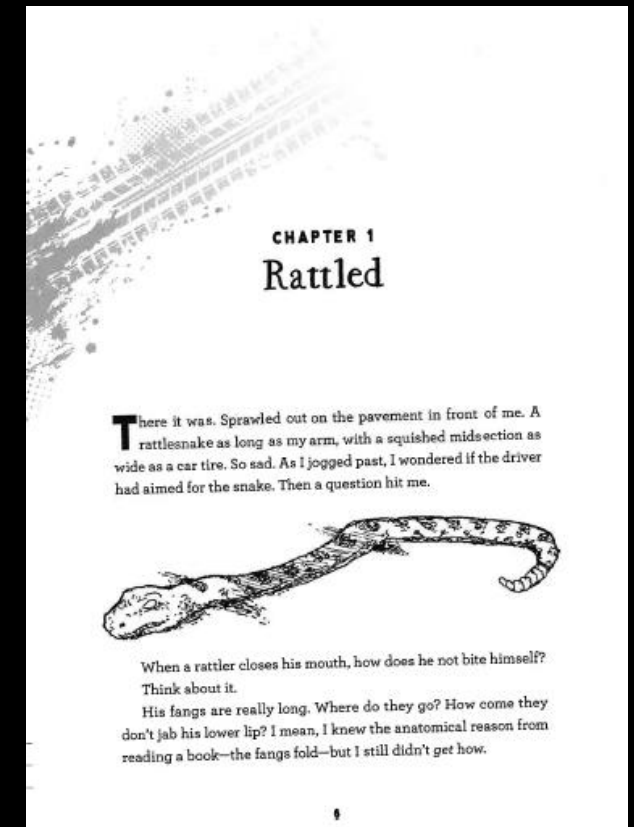 CHAPTER 1
Rattled
There it was. Sprawled out on the pavement in front of me. A
rattlesnake as long as my arm, with a squished midsection as
wide as a car tire. So sad. As I jogged past, I wondered if the driver
had aimed for the snake. Then a question hit me.
When a rattler closes his mouth, how does he not bite himself?
Think about it.
His fangs are really long. Where do they go? How come they
don't jab his lower lip? I mean, I knew the anatomical reason from
reading a book—the fangs fold—but I still didn't get how.